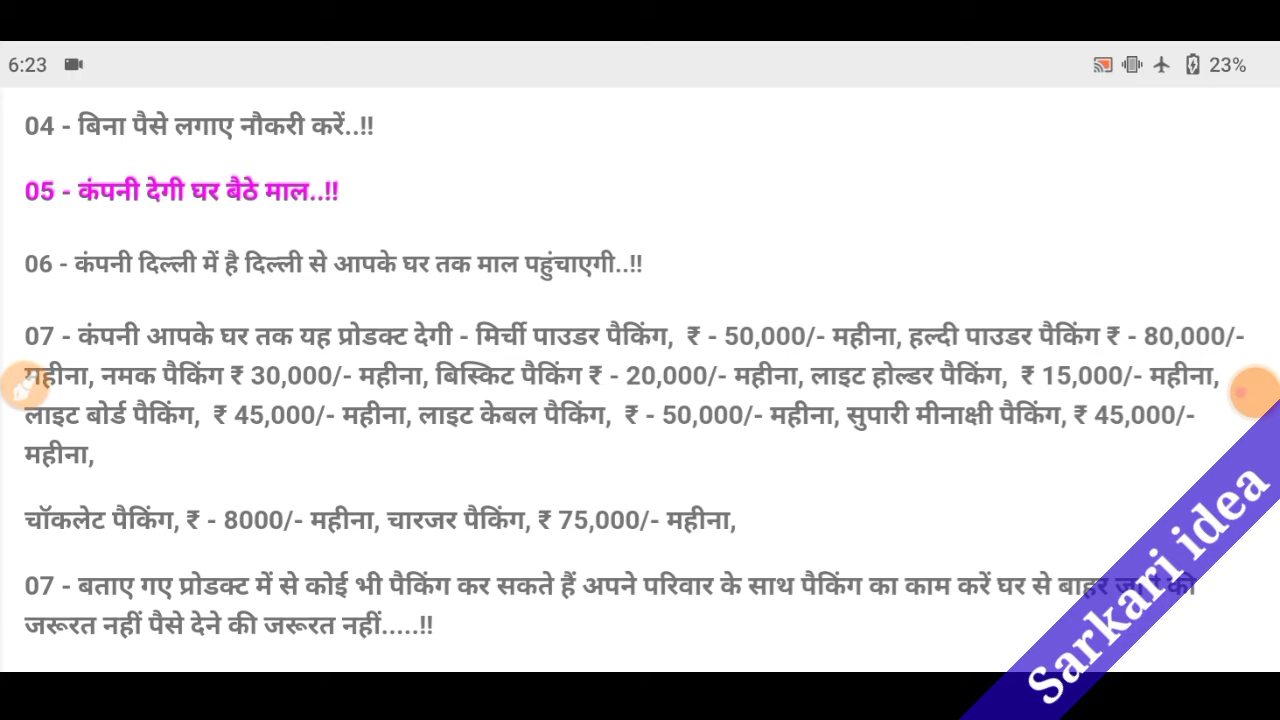 6:23
23%
04 - बिना पैसे लगाए नौकरी करें..!!
05 - कंपनी देगी घर बैठे माल..!!
06 - कंपनी दिल्ली में है दिल्ली से आपके घर तक माल पहुंचाएगी..!!
07 - कंपनी आपके घर तक यह प्रोडक्ट देगी - मिर्ची पाउडर पैकिंग, ₹ - 50,000/- महीना, हल्दी पाउडर पैकिंग ₹ - 80,000/-
महीना, नमक पैकिंग ₹ 30,000/- महीना, बिस्किट पैकिंग ₹ - 20,000/- महीना, लाइट होल्डर पैकिंग, ₹ 15,000/- महीना,
लाइट बोर्ड पैकिंग, ₹ 45,000/- महीना, लाइट केबल पैकिंग, ₹ - 50,000/- महीना, सुपारी मीनाक्षी पैकिंग, ₹ 45,000/-
महीना,
चॉकलेट पैकिंग, ₹ - 8000/- महीना, चारजर पैकिंग, ₹ 75,000/- महीना,
07 - बताए गए प्रोडक्ट में से कोई भी पैकिंग कर सकते हैं अपने परिवार के साथ पैकिंग का काम करें घर से बाहर की
जरूरत नहीं पैसे देने की जरूरत नहीं.....!!
Sarkari idea